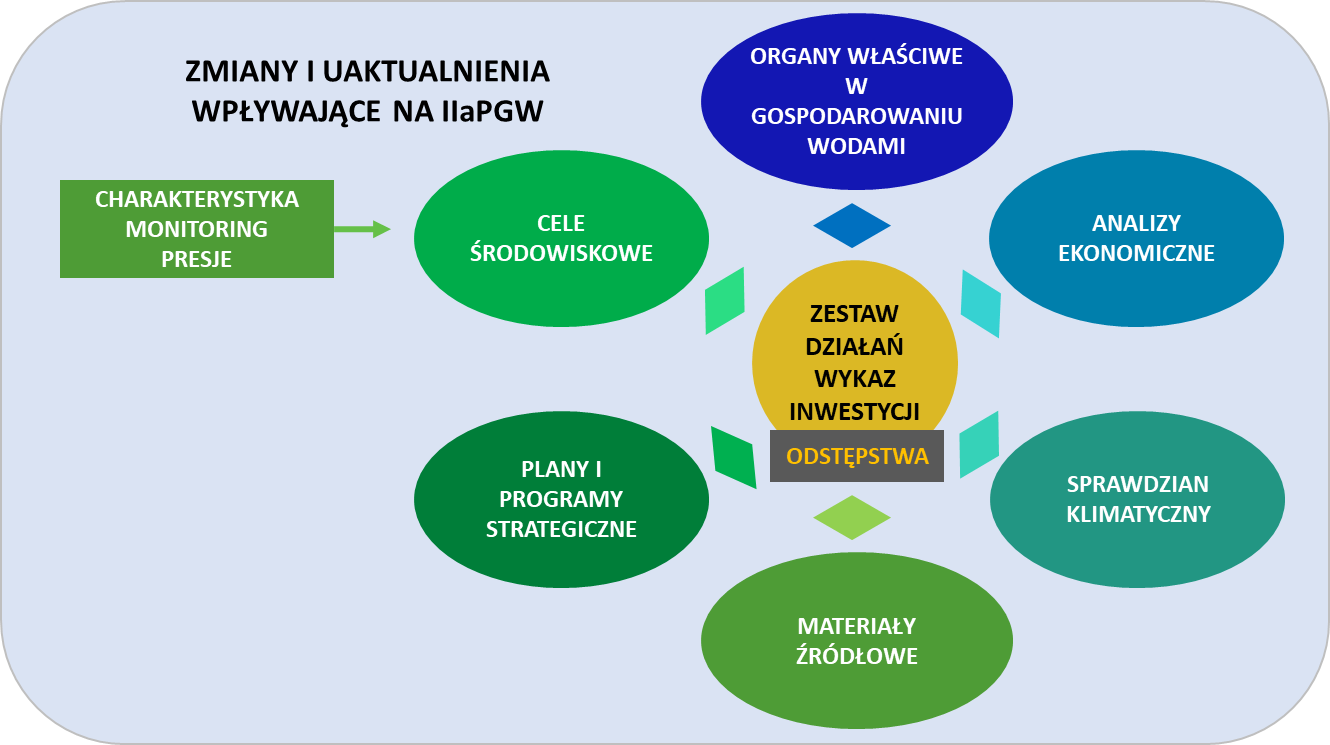 ZMIANY I UAKTUALNIENIA
WPŁYWAJĄCE NA IIaPGW
ORGANY WŁAŚCIWE
W
GOSPODAROWANIU
WODAMI
CHARAKTERYSTYKA
MONITORING
PRESJE
CELE
ŚRODOWISKOWE
ANALIZY
EKONOMICZNE
ZESTAW
DZIAŁAŃ
WYKAZ
INWESTYCJI
ODSTĘPSTWA
PLANY I
PROGRAMY
STRATEGICZNE
SPRAWDZIAN
KLIMATYCZNY
MATERIAŁY
ŹRÓDŁOWE